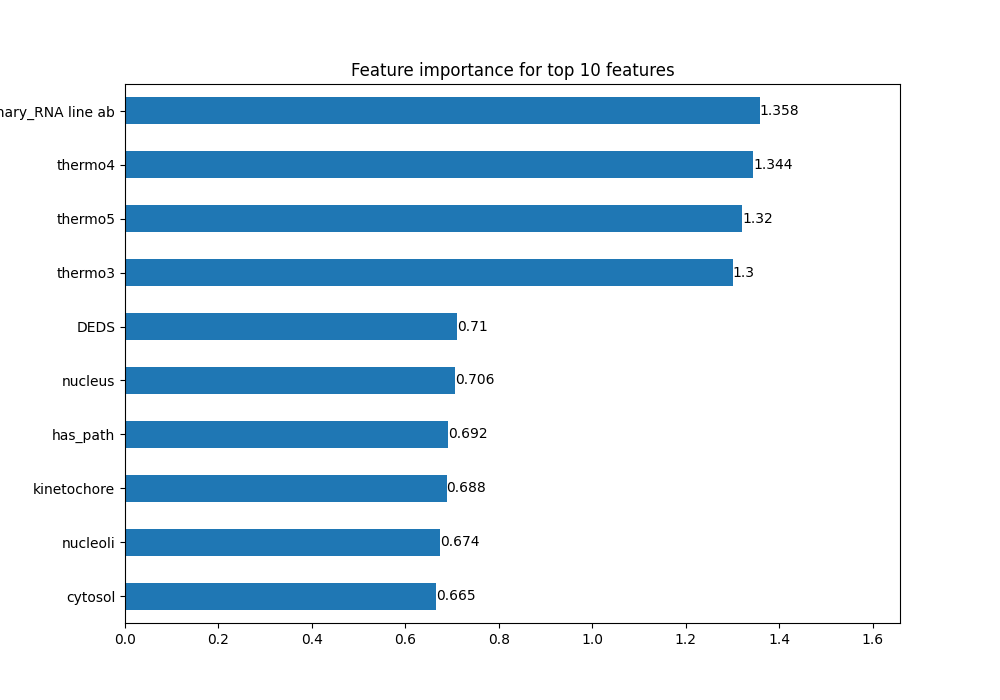 Feature importance for top 10 features
RNA line ab 1.358
thermo4 1.344
thermo5 1.32
thermo3 1.3
DEDS 0.71
nucleus 0.706
has_path 0.692
kinetochore 0.688
nucleoli 0.674
cytosol 0.665
0.0 0.2 0.4 0.6 0.8 1.0 1.2 1.4 1.6